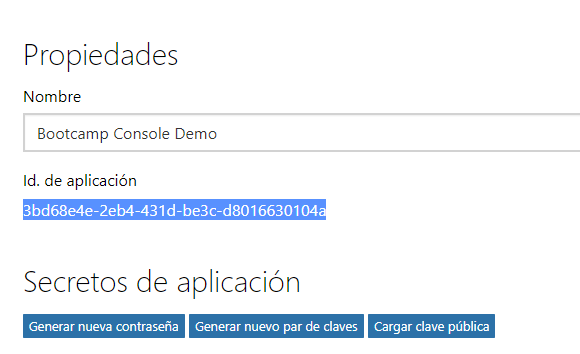 Propiedades
Nombre
Bootcamp Console Demo
Id. de aplicación
3bd68e4e-2eb4-431d-be3c-d8016630104a
Secretos de aplicación
Generar nueva contraseña Generar nuevo par de claves Cargar clave pública